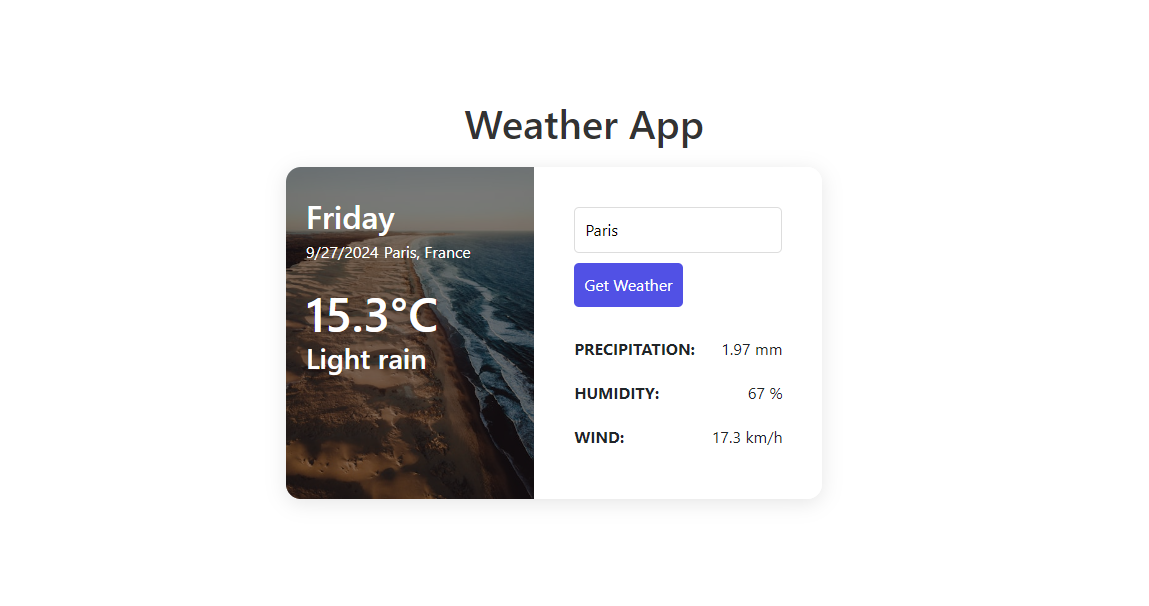 Weather App
Friday
9/27/2024 Paris, France
15.3°C
Light rain
Paris
Get Weather
PRECIPITATION: 1.97 mm
HUMIDITY: 67 %
WIND: 17.3 km/h